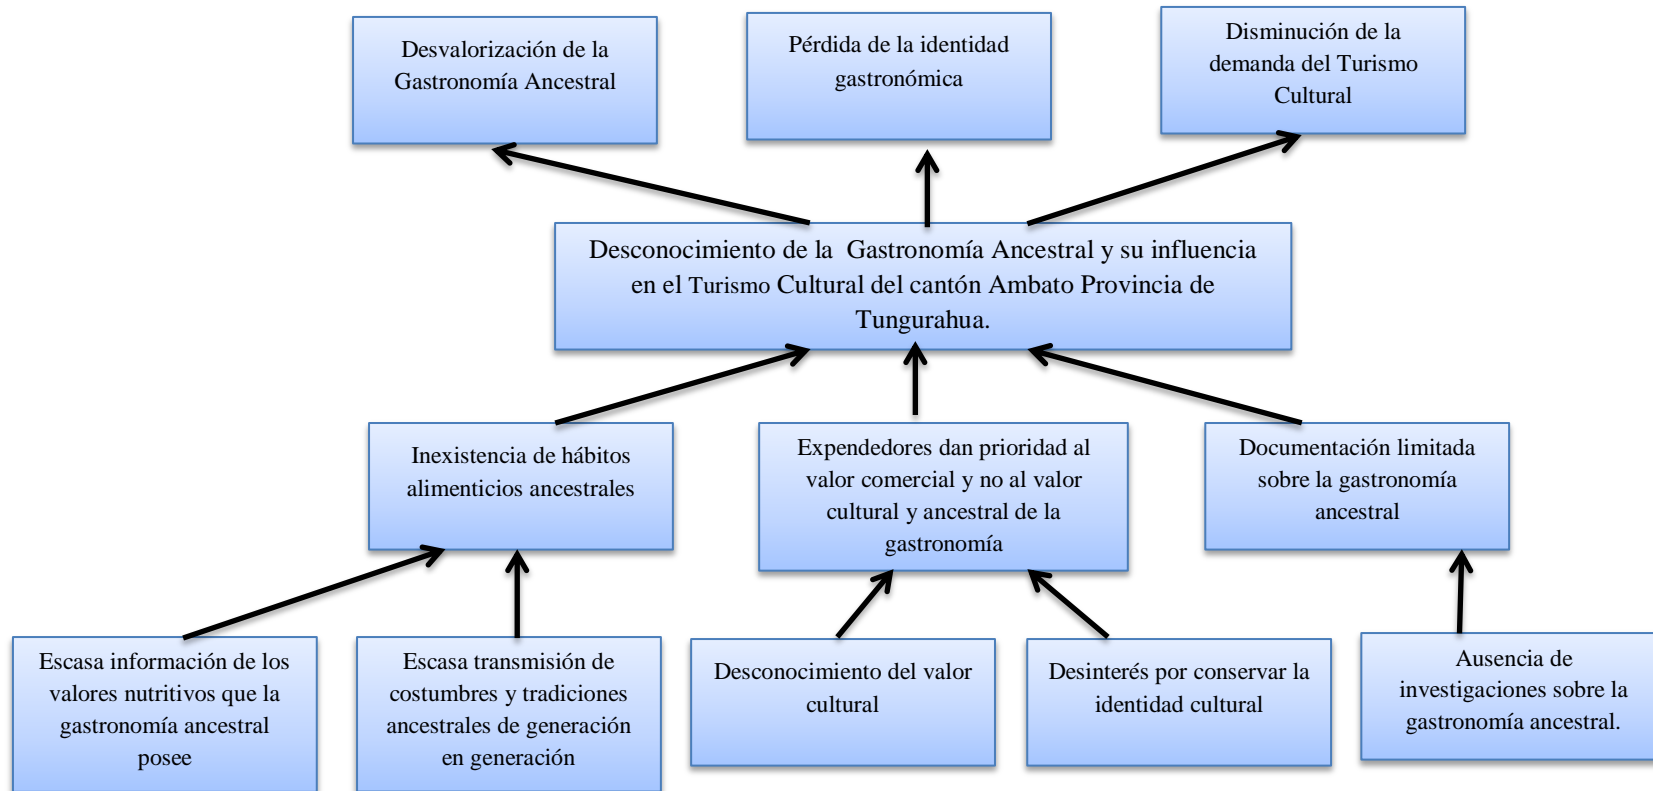 Desvalorización de la
Gastronomía Ancestral
Pérdida de la identidad
gastronómica
Disminución de la
demanda del Turismo
Cultural
Desconocimiento de la  Gastronomía Ancestral y su influencia
en el Turismo Cultural del cantón Ambato Provincia de
Tungurahua.
Inexistencia de hábitos
alimenticios ancestrales
Expendedores dan prioridad al
valor comercial y no al valor
cultural y ancestral de la
gastronomía
Documentación limitada
sobre la gastronomía
ancestral
Escasa información de los
valores nutritivos que la
gastronomía ancestral
posee
Escasa transmisión de
costumbres y tradiciones
ancestrales de generación
en generación
Desconocimiento del valor
cultural
Desinterés por conservar la
identidad cultural
Ausencia de
investigaciones sobre la
gastronomía ancestral.